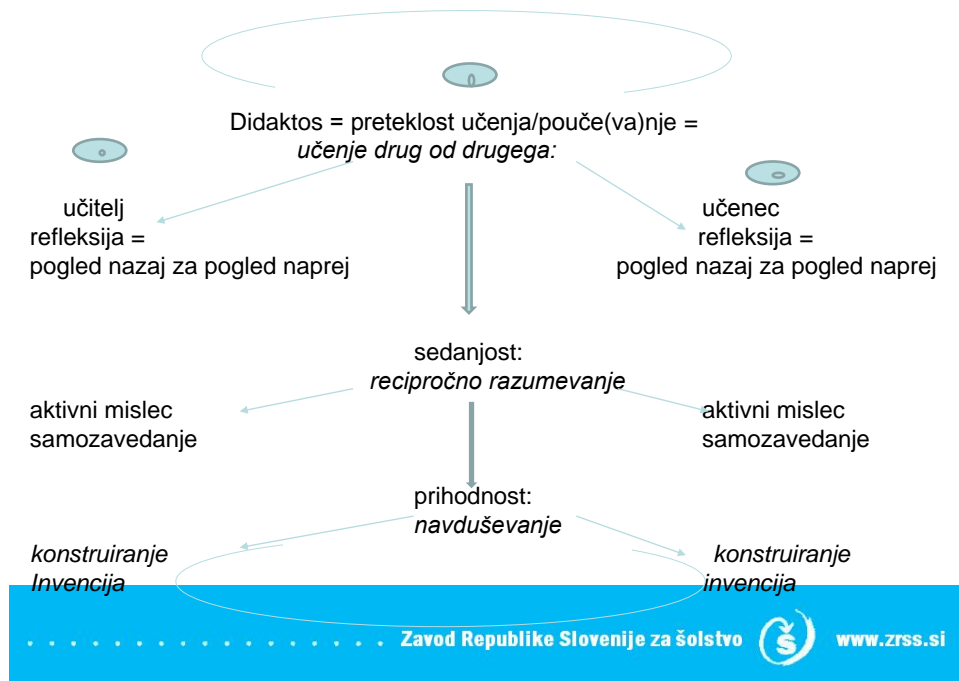 Didaktos = preteklost učenja/pouče(va)nje =
učenje drug od drugega:
učitelj
refleksija =
pogled nazaj za pogled naprej
učenec
refleksija =
pogled nazaj za pogled naprej
sedanjost:
recipročno razumevanje
aktivni mislec
samozavedanje
aktivni mislec
samozavedanje
prihodnost:
navduševanje
konstruiranje
Invencija
konstruiranje
invencija
Zavod Republike Slovenije za šolstvo
Š
www.zrss.si